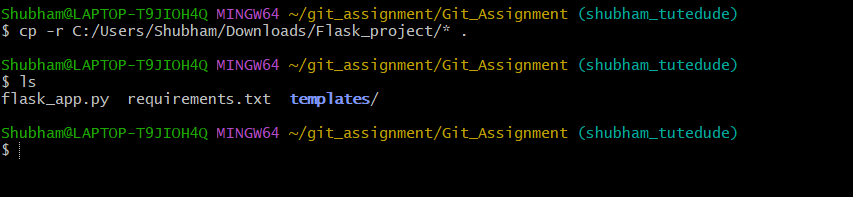 Shubham@LAPTOP-T9JIOH4Q MINGW64 ~/git_assignment/Git_Assignment (shubham_tutedude)
$ cp -r C:/Users/Shubham/Downloads/Flask_project/* .
Shubham@LAPTOP-T9JIOH4Q MINGW64 ~/git_assignment/Git_Assignment (shubham_tutedude)
$ ls
flask_app.py  requirements.txt  templates/
Shubham@LAPTOP-T9JIOH4Q MINGW64 ~/git_assignment/Git_Assignment (shubham_tutedude)
$